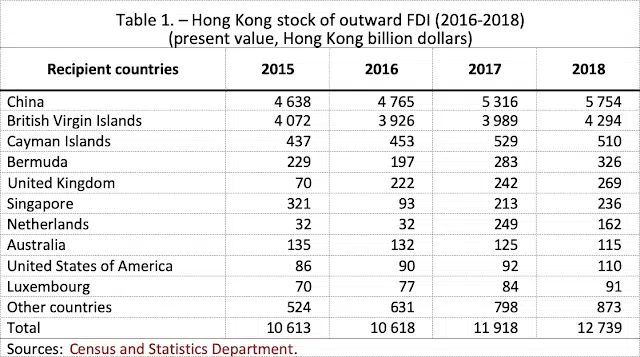 Table 1. – Hong Kong stock of outward FDI (2016-2018)
(present value, Hong Kong billion dollars)
Recipient countries 2015 2016 2017 2018
China 4 638 4 765 5 316 5 754
British Virgin Islands 4 072 3 926 3 989 4 294
Cayman Islands 437 453 529 510
Bermuda 229 197 283 326
United Kingdom 70 222 242 269
Singapore 321 93 213 236
Netherlands 32 32 249 162
Australia 135 132 125 115
United States of America 86 90 92 110
Luxembourg 70 77 84 91
Other countries 524 631 798 873
Total 10 613 10 618 11 918 12 739
Sources: Census and Statistics Department.